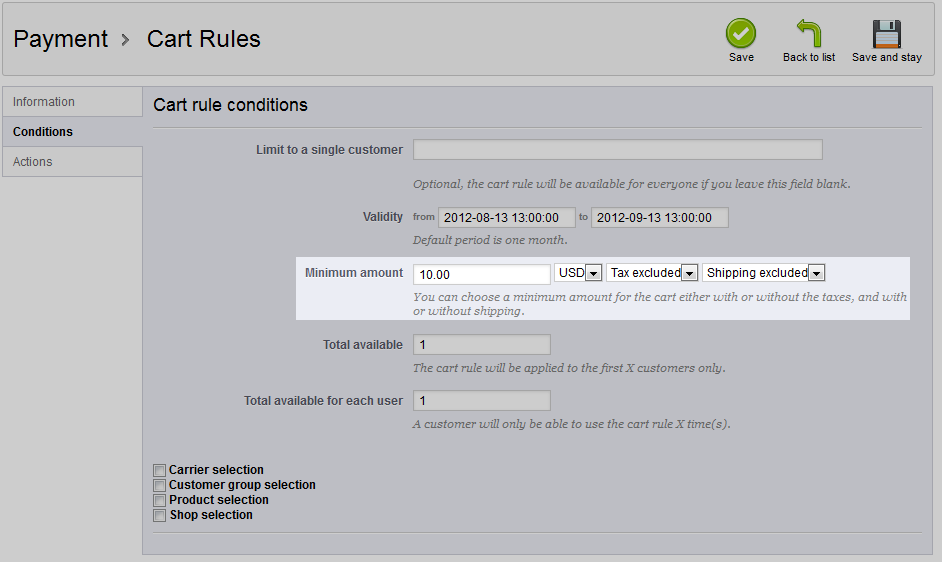 Payment > Cart Rules
Save
Back to list
Save and stay
Information
Conditions
Actions
Cart rule conditions
Limit to a single customer
Optional, the cart rule will be available for everyone if you leave this field blank.
Validity from 2012-08-13 13:00:00 to 2012-09-13 13:00:00
Default period is one month.
Minimum amount 10.00 USD Tax excluded Shipping excluded
You can choose a minimum amount for the cart either with or without the taxes, and with
or without shipping.
Total available 1
The cart rule will be applied to the first X customers only.
Total available for each user 1
A customer will only be able to use the cart rule X time(s).
Carrier selection
Customer group selection
Product selection
Shop selection